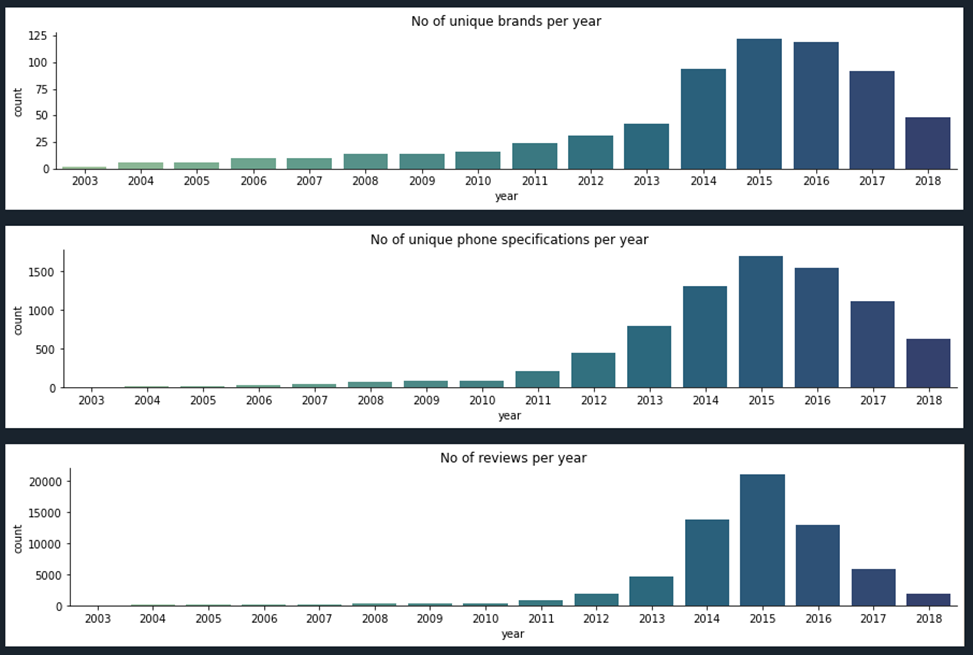 No of unique brands per year
125
100
75
50
25
0
count
2003 2004 2005 2006 2007 2008 2009 2010 2011 2012 2013 2014 2015 2016 2017 2018
year
No of unique phone specifications per year
1500
1000
500
0
count
2003 2004 2005 2006 2007 2008 2009 2010 2011 2012 2013 2014 2015 2016 2017 2018
year
No of reviews per year
20000
15000
10000
5000
0
count
2003 2004 2005 2006 2007 2008 2009 2010 2011 2012 2013 2014 2015 2016 2017 2018
year